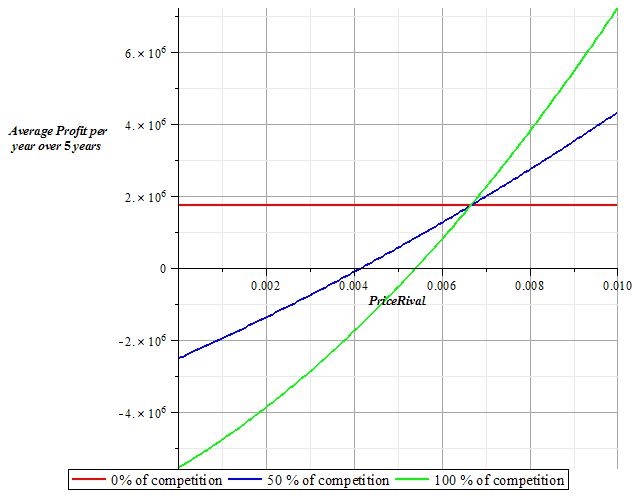 6. × 10⁶
Average Profit per
year over 5 years
4. × 10⁶
2. × 10⁶
0
0.002 0.004 0.006 0.008 0.010
PriceRival
-2. × 10⁶
-4. × 10⁶
0% of competition 50 % of competition 100 % of competition